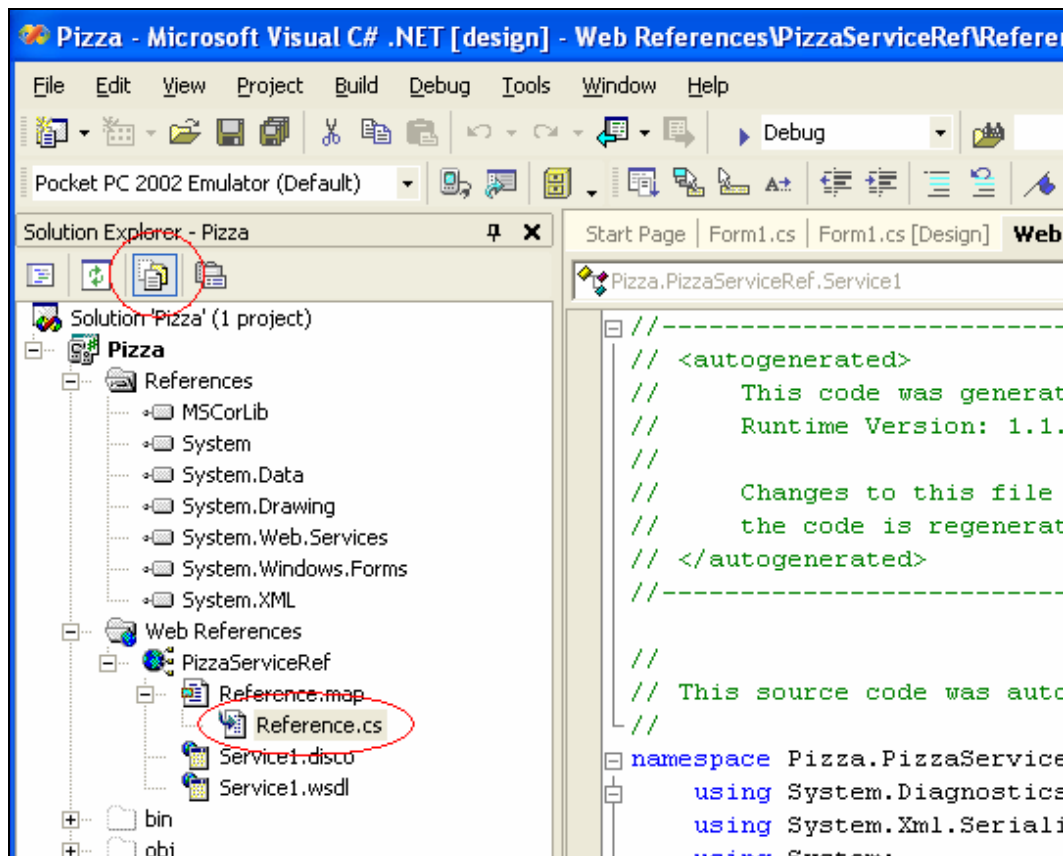 Pizza - Microsoft Visual C# .NET [design] - Web References\PizzaServiceRef\Referen
File Edit View Project Build Debug Tools Window Help
Debug
Pocket PC 2002 Emulator (Default)
Solution Explorer - Pizza
Start Page Form1.cs Form1.cs [Design] Web
Pizza.PizzaServiceRef.Service1
Solution 'Pizza' (1 project)
Pizza
References
MSCorLib
System
System.Data
System.Drawing
System.Web.Services
System.Windows.Forms
System.XML
Web References
PizzaServiceRef
Reference.map
Reference.cs
Service1.disco
Service1.wsdl
bin
obj
//---------------------------
// <autogenerated>
//     This code was generat
//     Runtime Version: 1.1.
//
//     Changes to this file
//     the code is regenerat
// </autogenerated>
//---------------------------
//
// This source code was auto
//
namespace Pizza.PizzaService
using System.Diagnostics
using System.Xml.Seriali
using System;